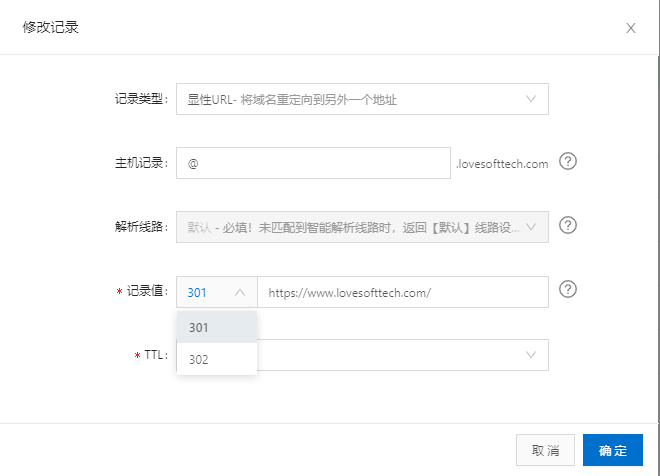 修改记录
记录类型:
显性URL- 将域名重定向到另外一个地址
主机记录:
@
.lovesofttech.com
?
解析线路:
默认 - 必填！未匹配到智能解析线路时，返回【默认】线路设...
?
* 记录值:
301
https://www.lovesofttech.com/
?
301
302
* TTL:
取消
确定